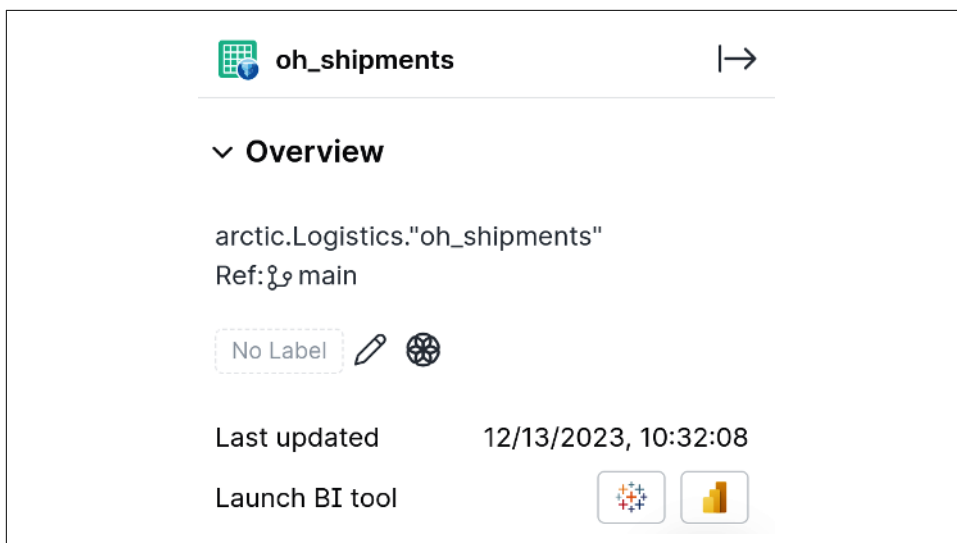 oh_shipments
Overview
arctic.Logistics."oh_shipments"
Ref: main
No Label
Last updated 12/13/2023, 10:32:08
Launch BI tool